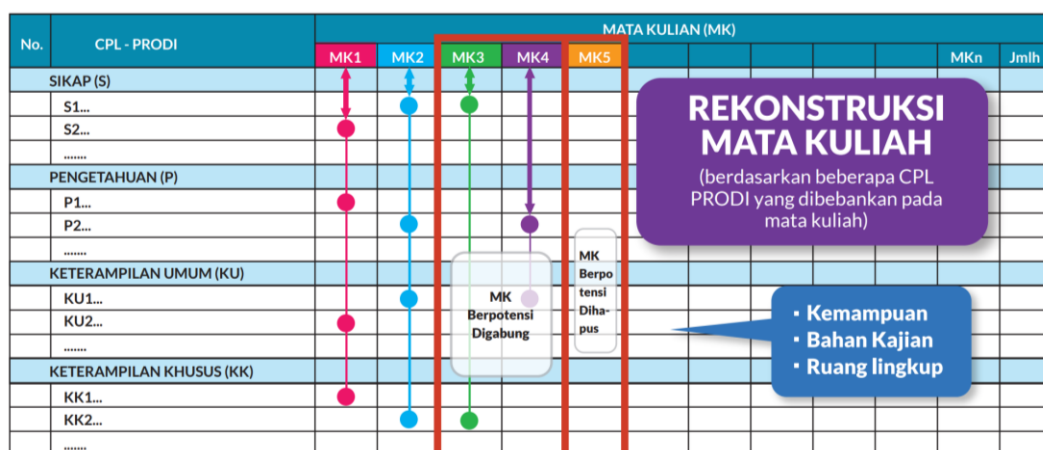 No.
CPL - PRODI
MATA KULIAN (MK)
MK1 MK2 MK3 MK4 MK5 MKn Jmlh
SIKAP (S)
S1...
S2...
.......
PENGETAHUAN (P)
P1...
P2...
.......
KETERAMPILAN UMUM (KU)
KU1...
KU2...
.......
KETERAMPILAN KHUSUS (KK)
KK1...
KK2...
.......
REKONSTRUKSI
MATA KULIAH
(berdasarkan beberapa CPL
PRODI yang dibebankan pada
mata kuliah)
MK
Berpotensi
Digabung
MK
Berpo
tensi
Diha-
pus
▪ Kemampuan
▪ Bahan Kajian
▪ Ruang lingkup